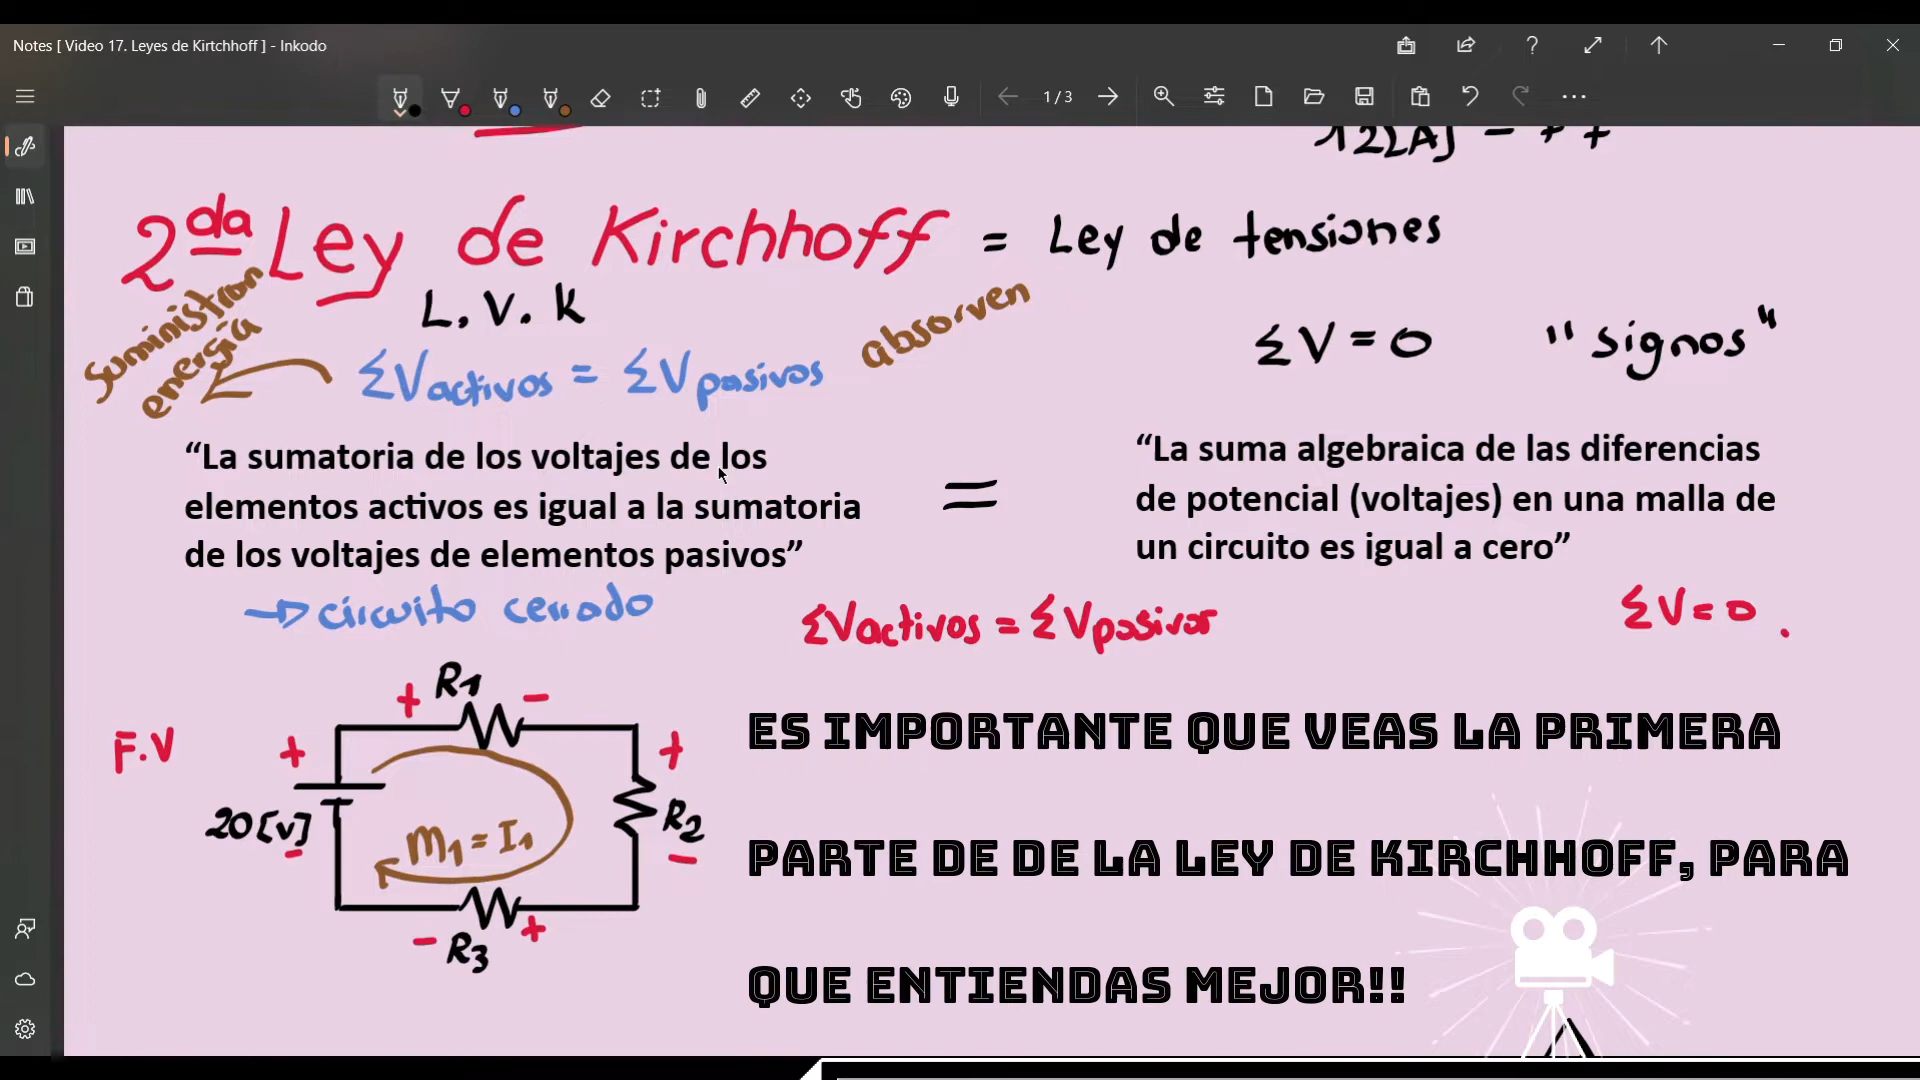 Notes [ Video 17. Leyes de Kirtchhoff ] - Inkodo
1 / 3
12[A] =
2da Ley de Kirchhoff = Ley de tensiones
L. V. K
suministran
energía
absorven
ΣVactivos = ΣVpasivos
ΣV = 0 "signos"
“La sumatoria de los voltajes de los
elementos activos es igual a la sumatoria
de los voltajes de elementos pasivos”
=
“La suma algebraica de las diferencias
de potencial (voltajes) en una malla de
un circuito es igual a cero”
→ circuito cerrado
ΣVactivos = ΣVpasivos
ΣV = 0 .
F.V
+ R1 -
+
+
20[v]
-
m1 = I1
R2
-
- R3 +
ES IMPORTANTE QUE VEAS LA PRIMERA
PARTE DE DE LA LEY DE KIRCHHOFF, PARA
QUE ENTIENDAS MEJOR!!